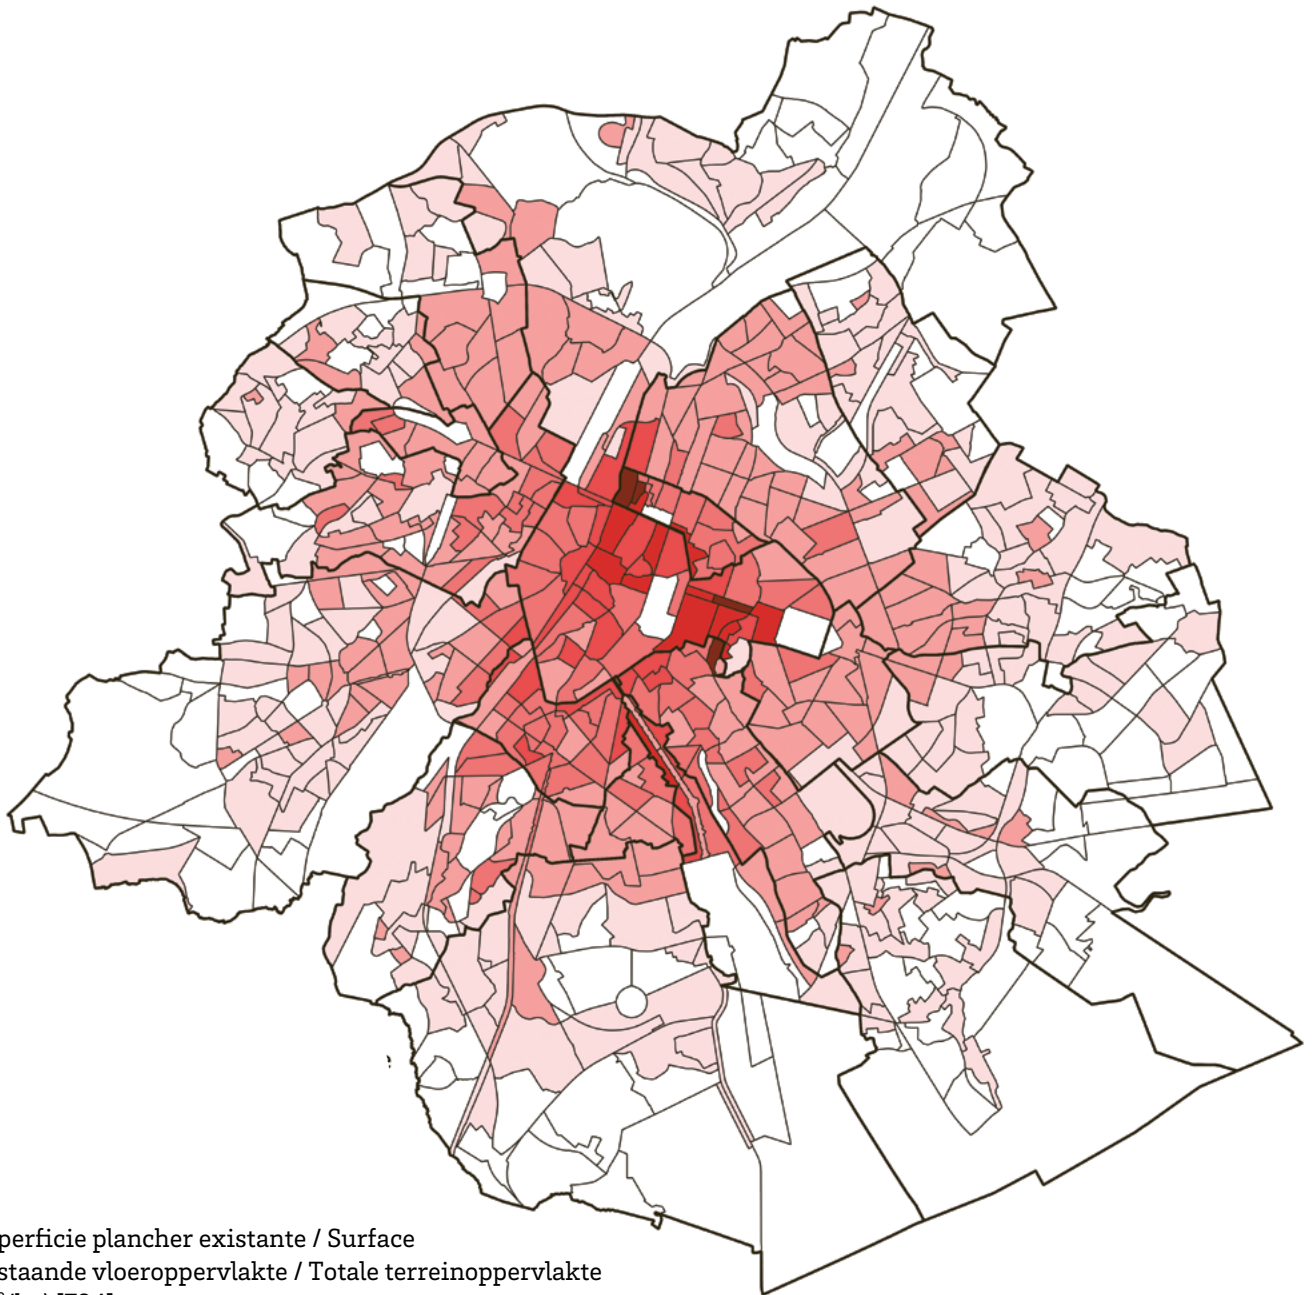 perficie plancher existante / Surface
staande vloeroppervlakte / Totale terreinoppervlakte